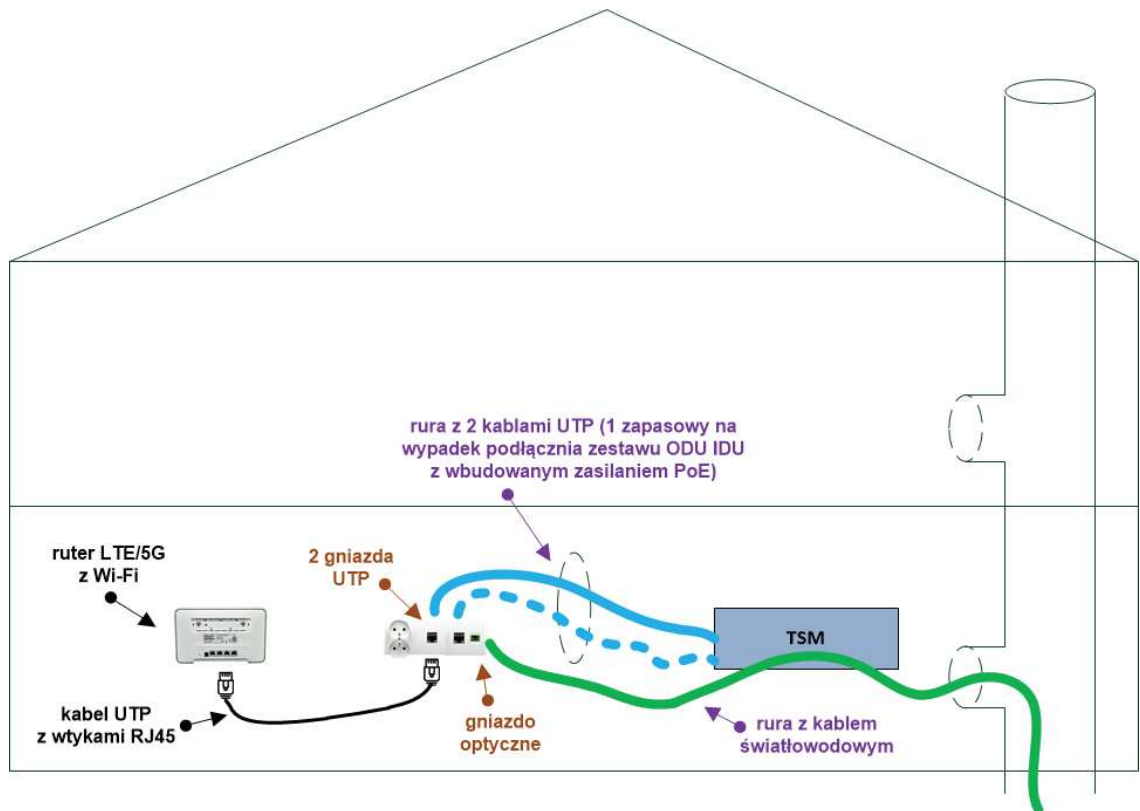 rura z 2 kablami UTP (1 zapasowy na
wypadek podłącznia zestawu ODU IDU
z wbudowanym zasilaniem PoE)
ruter LTE/5G
z Wi-Fi
2 gniazda
UTP
TSM
kabel UTP
z wtykami RJ45
gniazdo
optyczne
rura z kablem
światłowodowym